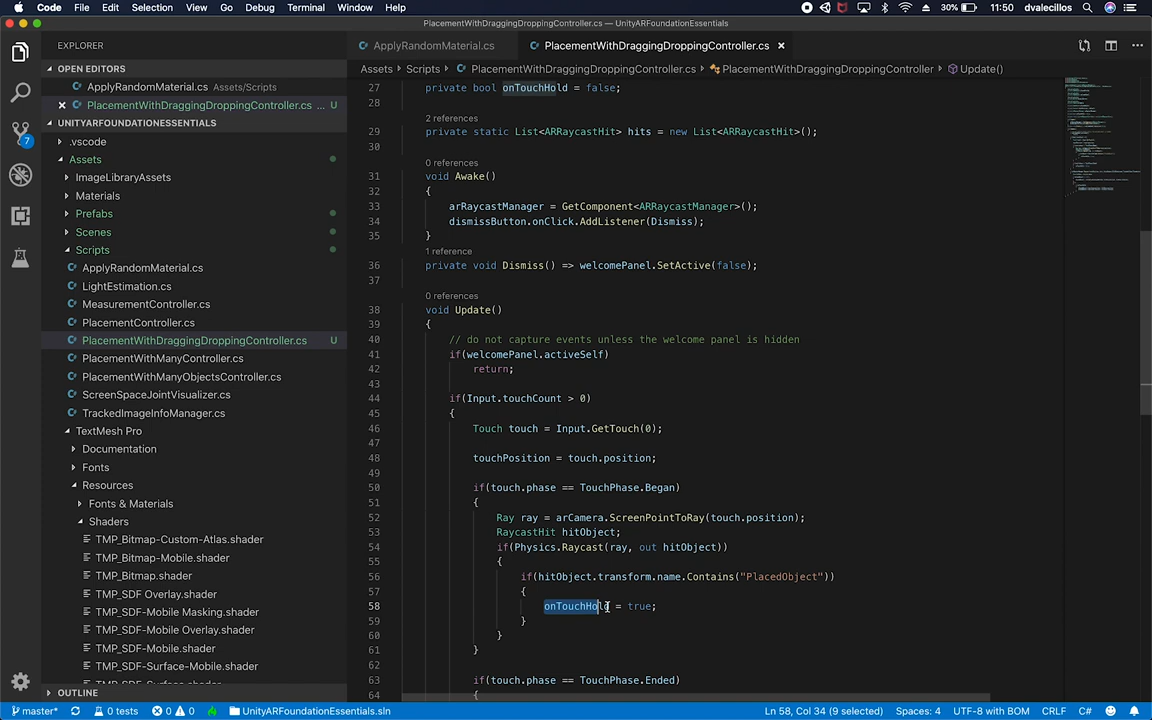 Code File Edit Selection View Go Debug Terminal Window Help 30% 11:50 dvalecillos
PlacementWithDraggingDroppingController.cs — UnityARFoundationEssentials
EXPLORER
OPEN EDITORS
ApplyRandomMaterial.cs Assets/Scripts
PlacementWithDraggingDroppingController.cs ... U
UNITYARFOUNDATIONESSENTIALS
7
.vscode
Assets
ImageLibraryAssets
Materials
Prefabs
Scenes
Scripts
ApplyRandomMaterial.cs
LightEstimation.cs
MeasurementController.cs
PlacementController.cs
PlacementWithDraggingDroppingController.cs U
PlacementWithManyController.cs
PlacementWithManyObjectsController.cs
ScreenSpaceJointVisualizer.cs
TrackedImageInfoManager.cs
TextMesh Pro
Documentation
Fonts
Resources
Fonts & Materials
Shaders
TMP_Bitmap-Custom-Atlas.shader
TMP_Bitmap-Mobile.shader
TMP_Bitmap.shader
TMP_SDF Overlay.shader
TMP_SDF-Mobile Masking.shader
TMP_SDF-Mobile Overlay.shader
TMP_SDF-Mobile.shader
TMP_SDF-Surface-Mobile.shader
TMP_SDF-Surface.shader
OUTLINE
ApplyRandomMaterial.cs PlacementWithDraggingDroppingController.cs
Assets › Scripts › PlacementWithDraggingDroppingController.cs › PlacementWithDraggingDroppingController › Update()
27 private bool onTouchHold = false;
28
2 references
29 private static List<ARRaycastHit> hits = new List<ARRaycastHit>();
30
0 references
31 void Awake()
32 {
33 arRaycastManager = GetComponent<ARRaycastManager>();
34 dismissButton.onClick.AddListener(Dismiss);
35 }
1 reference
36 private void Dismiss() => welcomePanel.SetActive(false);
37
0 references
38 void Update()
39 {
40 // do not capture events unless the welcome panel is hidden
41 if(welcomePanel.activeSelf)
42 return;
43
44 if(Input.touchCount > 0)
45 {
46 Touch touch = Input.GetTouch(0);
47
48 touchPosition = touch.position;
49
50 if(touch.phase == TouchPhase.Began)
51 {
52 Ray ray = arCamera.ScreenPointToRay(touch.position);
53 RaycastHit hitObject;
54 if(Physics.Raycast(ray, out hitObject))
55 {
56 if(hitObject.transform.name.Contains("PlacedObject"))
57 {
58 onTouchHold = true;
59 }
60 }
61 }
62
63 if(touch.phase == TouchPhase.Ended)
64 {
master* 0 tests 0 0 UnityARFoundationEssentials.sln Ln 58, Col 34 (9 selected) Spaces: 4 UTF-8 with BOM CRLF C#